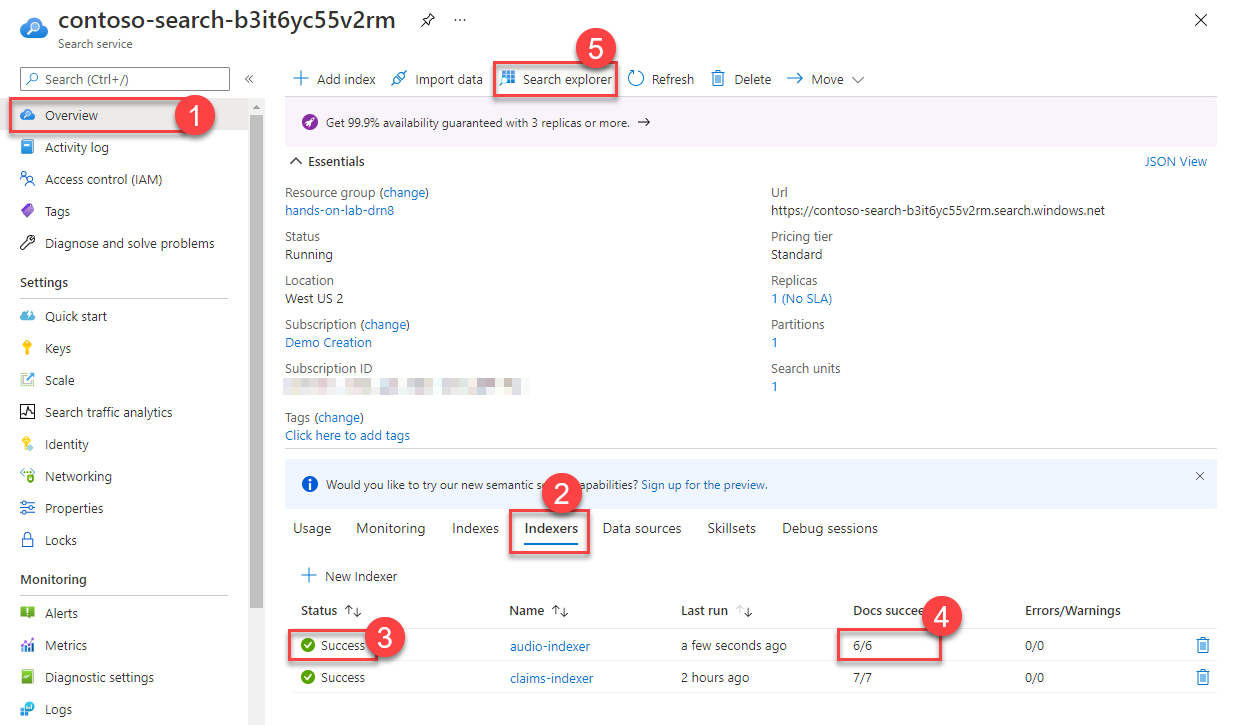 contoso-search-b3it6yc55v2rm
Search service
Search (Ctrl+/)
Overview
1
Activity log
Access control (IAM)
Tags
Diagnose and solve problems
Settings
Quick start
Keys
Scale
Search traffic analytics
Identity
Networking
Properties
Locks
Monitoring
Alerts
Metrics
Diagnostic settings
Logs
5
Add index Import data Search explorer Refresh Delete Move
Get 99.9% availability guaranteed with 3 replicas or more.
Essentials JSON View
Resource group (change)
hands-on-lab-drn8
Status
Running
Location
West US 2
Subscription (change)
Demo Creation
Subscription ID
Tags (change)
Click here to add tags
Url
https://contoso-search-b3it6yc55v2rm.search.windows.net
Pricing tier
Standard
Replicas
1 (No SLA)
Partitions
1
Search units
1
Would you like to try our new semantic capabilities? Sign up for the preview.
2
Usage Monitoring Indexes Indexers Data sources Skillsets Debug sessions
New Indexer
Status Name Last run Docs Errors/Warnings
3
4
Success audio-indexer a few seconds ago 6/6 0/0
Success claims-indexer 2 hours ago 7/7 0/0